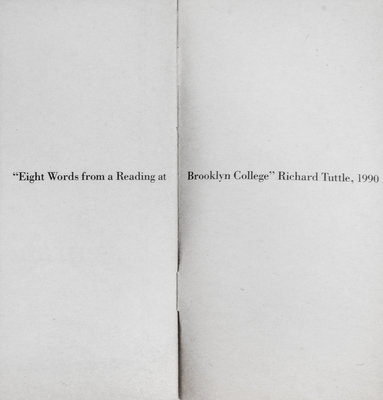 “Eight Words from a Reading at Brooklyn College” Richard Tuttle, 1990